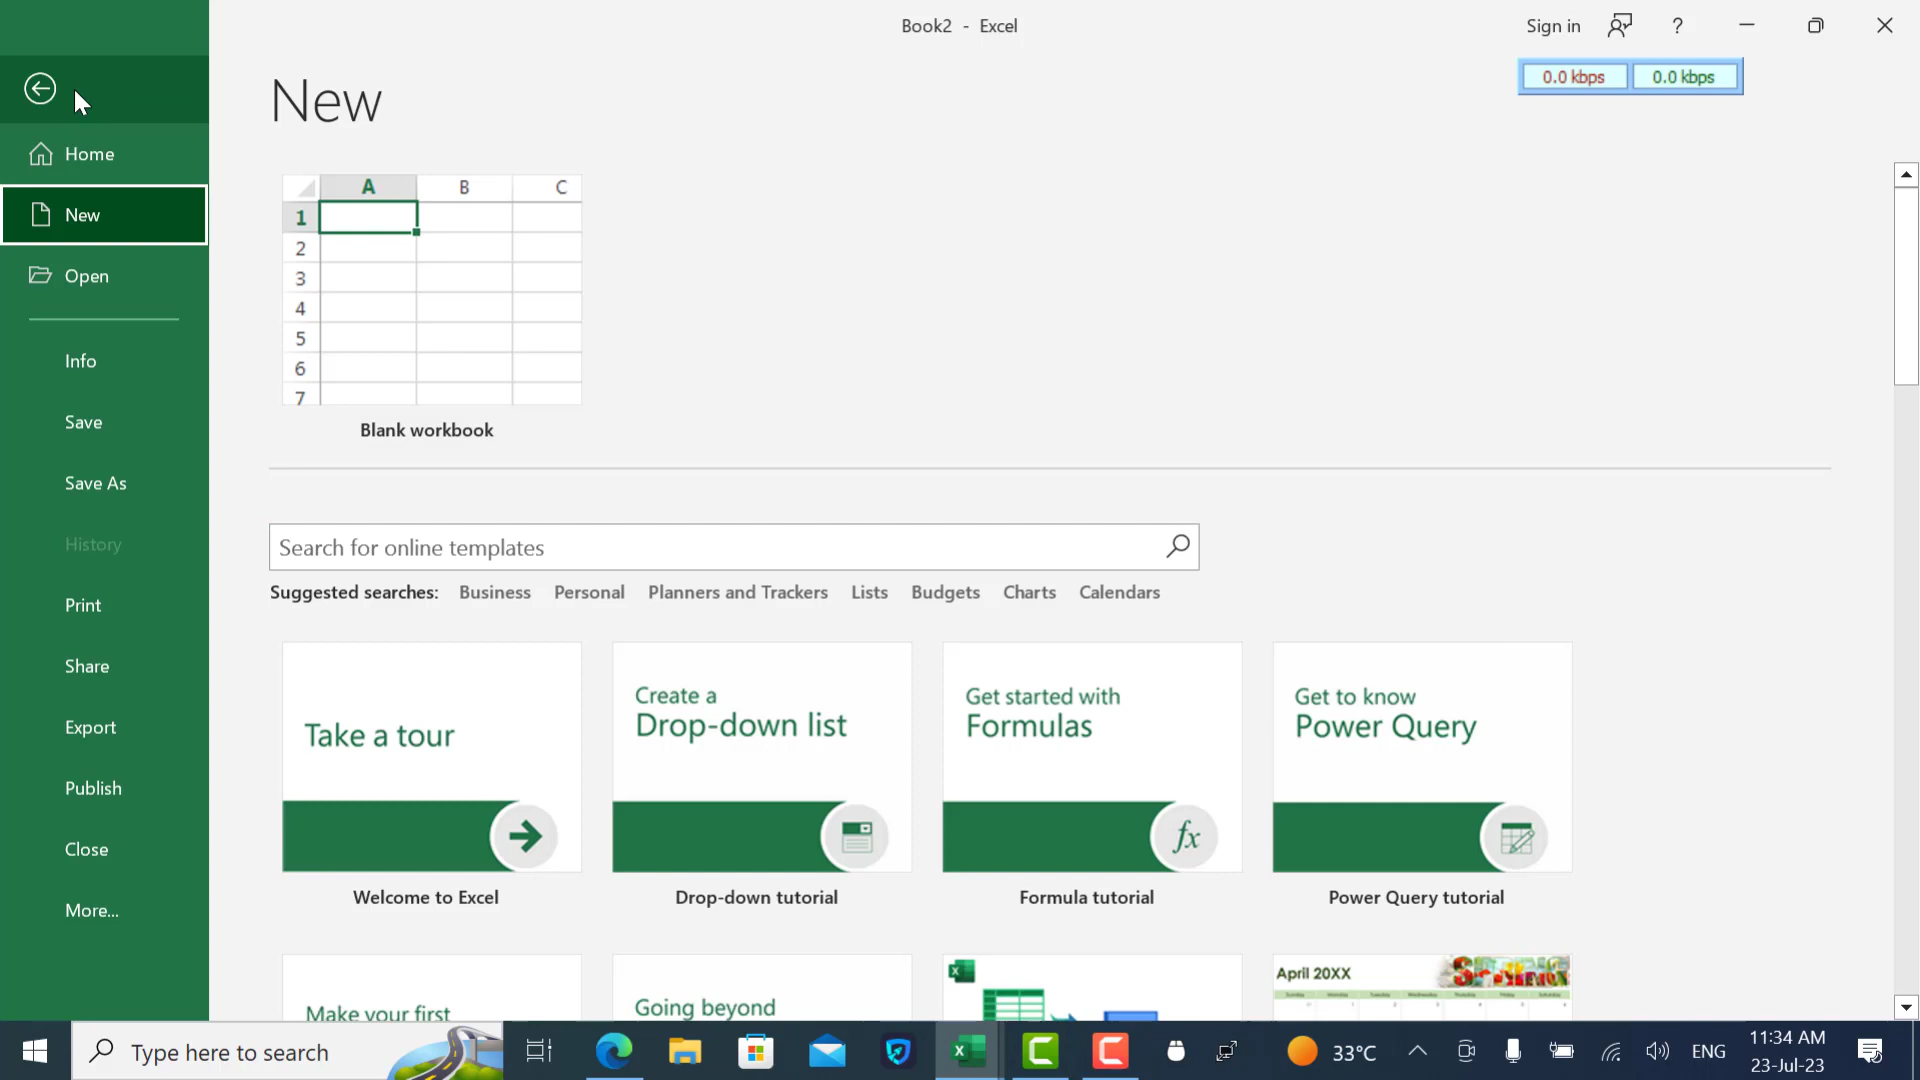 Book2 - Excel
Sign in
?
0.0 kbps
0.0 kbps
New
Home
New
Open
Info
Save
Save As
History
Print
Share
Export
Publish
Close
More...
A B C
1
2
3
4
5
6
7
Blank workbook
Search for online templates
Suggested searches: Business Personal Planners and Trackers Lists Budgets Charts Calendars
Take a tour
Welcome to Excel
Create a
Drop-down list
Drop-down tutorial
Get started with
Formulas
fx
Formula tutorial
Get to know
Power Query
Power Query tutorial
Make your first
Going beyond
April 20XX
Spring
Type here to search
33°C
ENG
11:34 AM
23-Jul-23